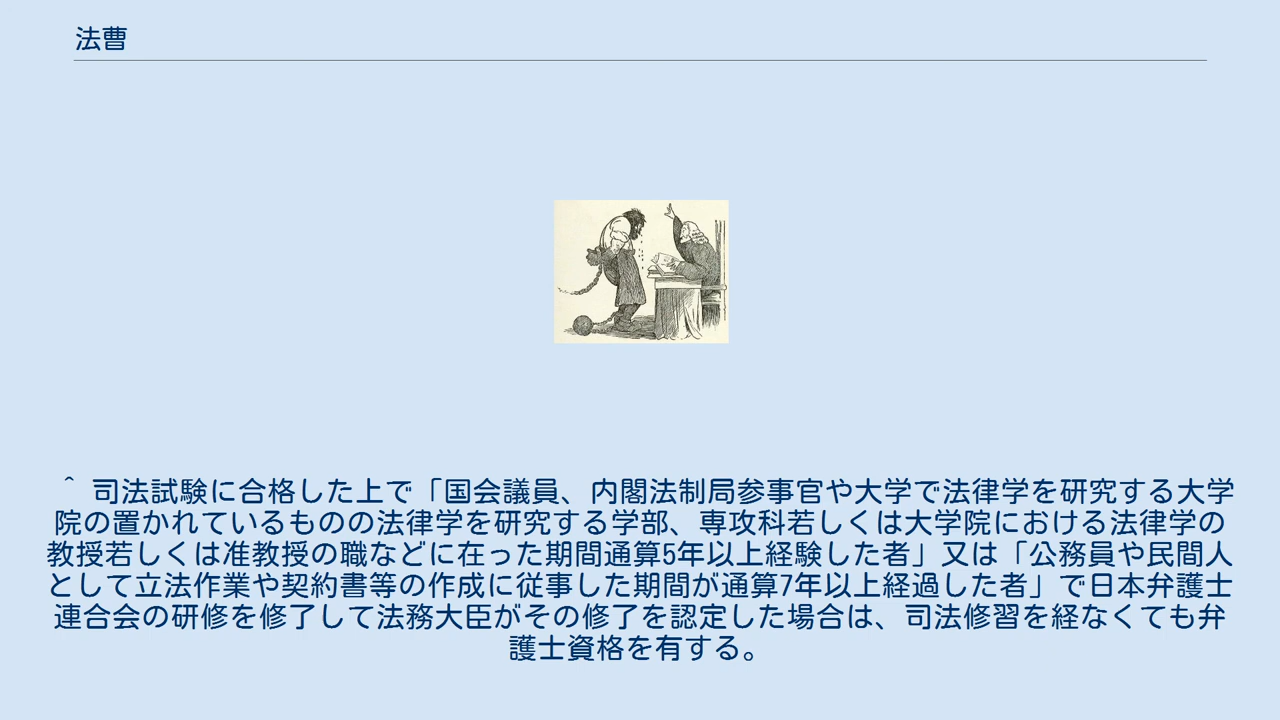 法曹
^ 司法試験に合格した上で「国会議員、内閣法制局参事官や大学で法律学を研究する大学
院の置かれているものの法律学を研究する学部、専攻科若しくは大学院における法律学の
教授若しくは准教授の職などに在った期間通算5年以上経験した者」又は「公務員や民間人
として立法作業や契約書等の作成に従事した期間が通算7年以上経過した者」で日本弁護士
連合会の研修を修了して法務大臣がその修了を認定した場合は、司法修習を経なくても弁
護士資格を有する。